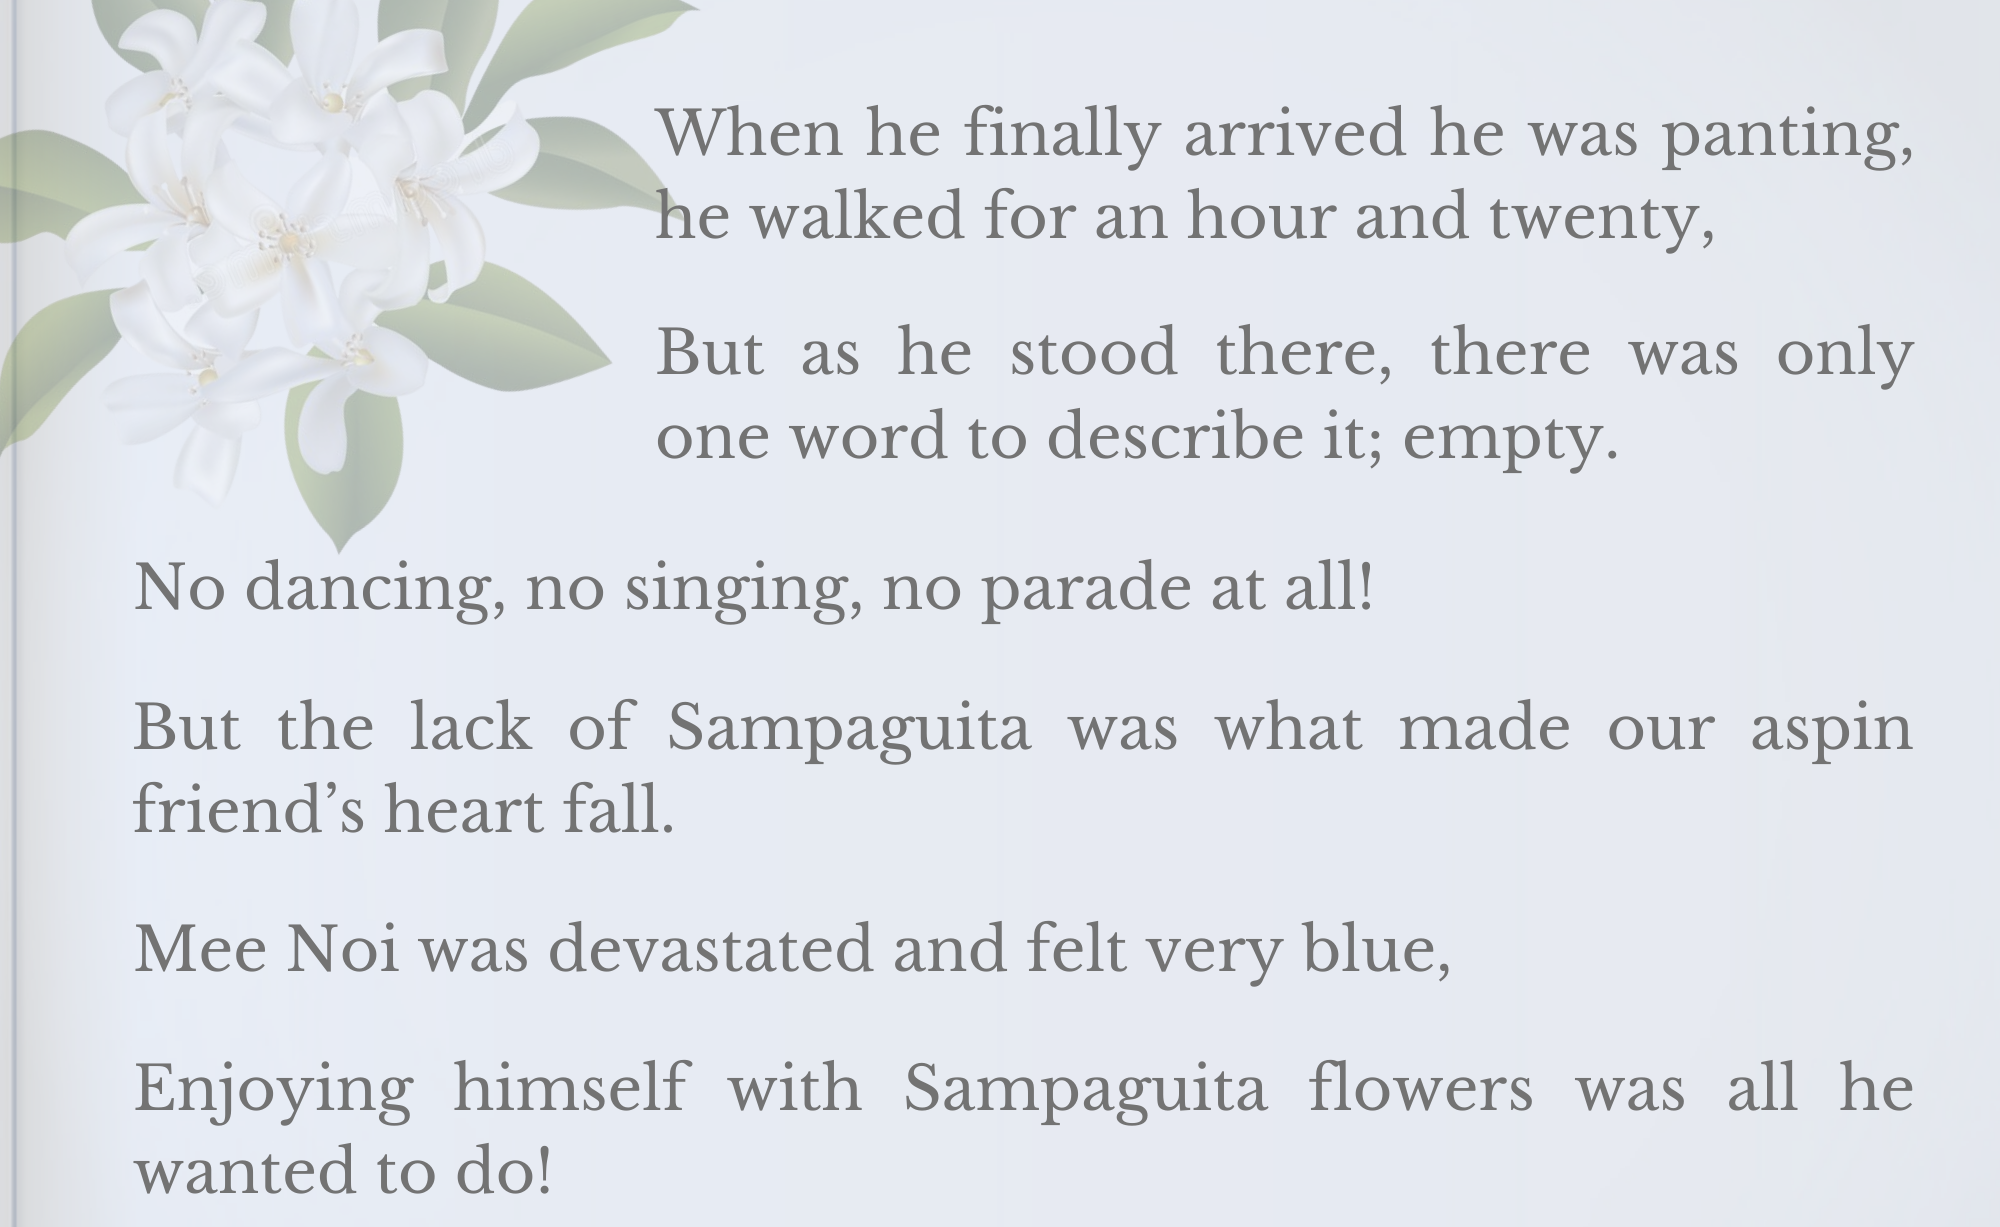 When he finally arrived he was panting,
he walked for an hour and twenty,
But as he stood there, there was only
one word to describe it; empty.
No dancing, no singing, no parade at all!
But the lack of Sampaguita was what made our aspin
friend’s heart fall.
Mee Noi was devastated and felt very blue,
Enjoying himself with Sampaguita flowers was all he
wanted to do!